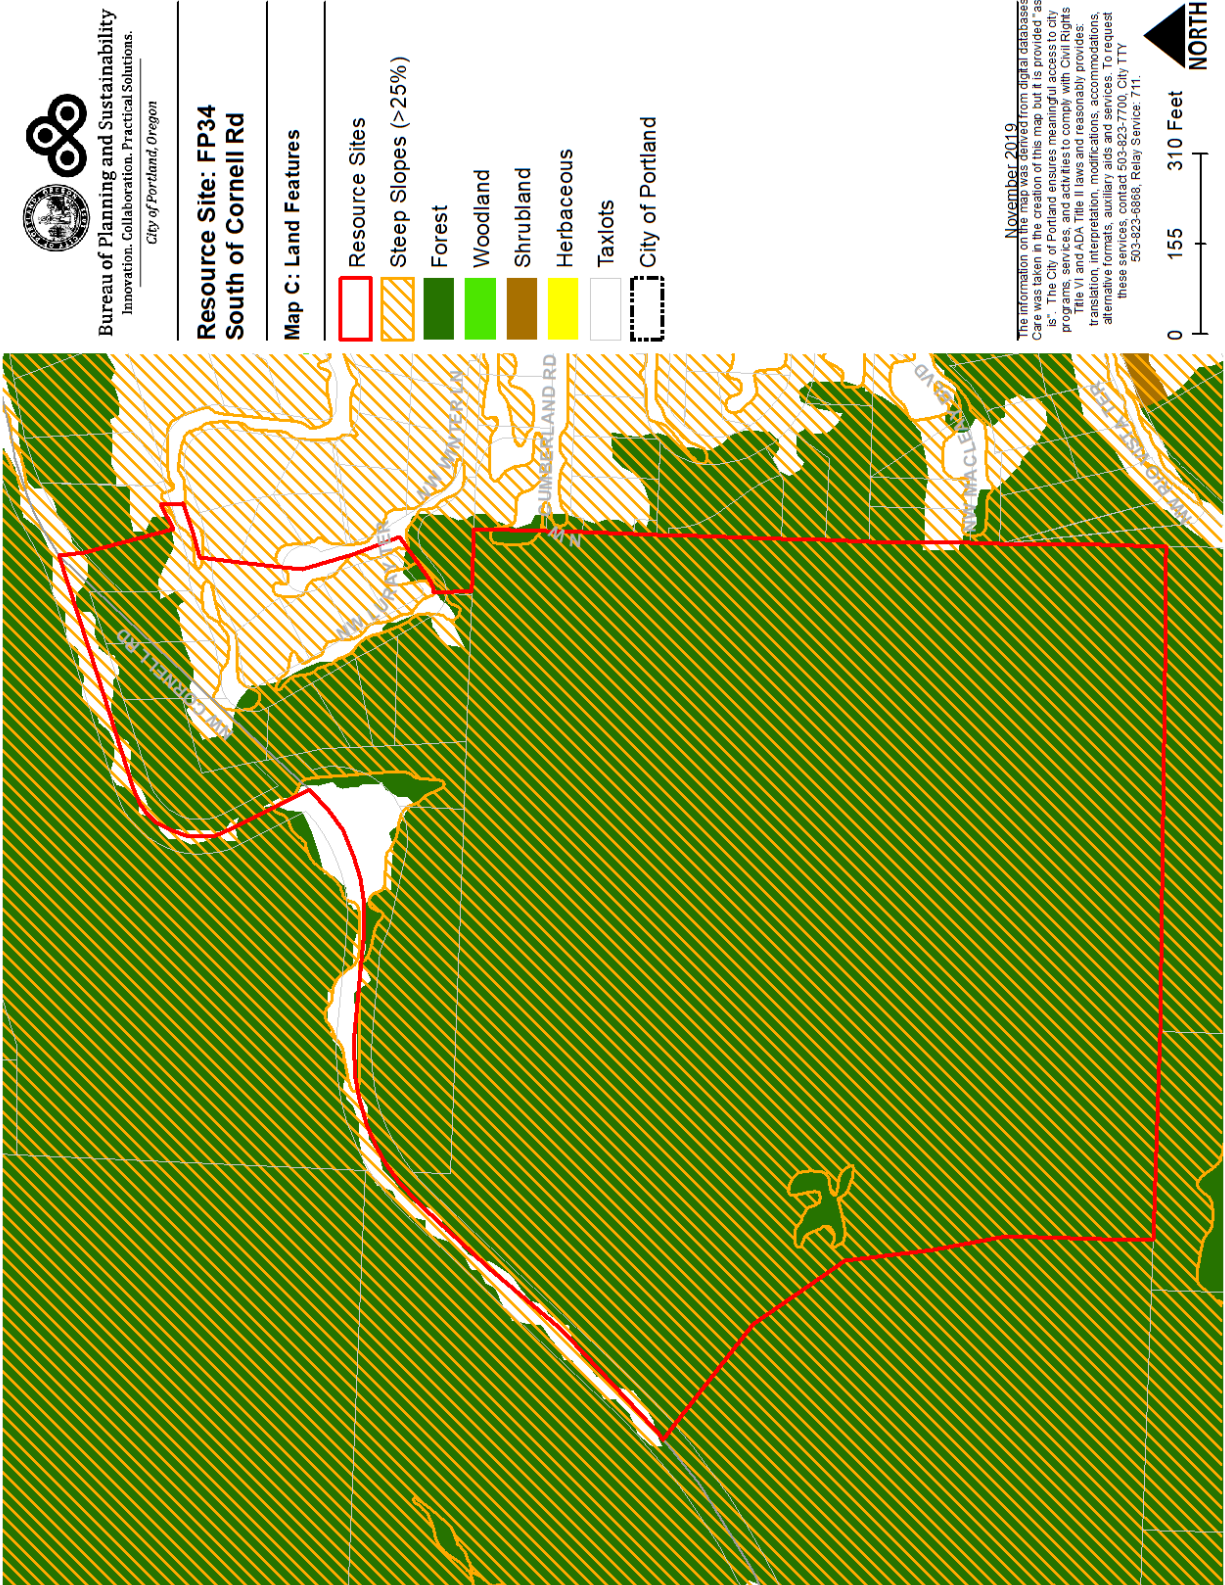 Bureau of Planning and Sustainability
Innovation. Collaboration. Practical Solutions.
City of Portland, Oregon
Resource Site: FP34
South of Cornell Rd
Map C: Land Features
Resource Sites
Steep Slopes (>25%)
Forest
Woodland
Shrubland
Herbaceous
Taxlots
City of Portland
November 2019
The information on the map was derived from digital databases
Care was taken in the creation of this map but it is provided "as
is". The City of Portland ensures meaningful access to city
programs, services, and activities to comply with Civil Rights
Title VI and ADA Title II laws and reasonably provides:
translation, interpretation, modifications, accommodations,
alternative formats, auxiliary aids and services. To request
these services, contact 503-823-7700, City TTY
503-823-6868, Relay Service: 711.
0 155 310 Feet
NORTH
NW CORNELL RD
NW LURAY TER
NW WINTER LN
NW CUMBERLAND RD
NW MACLEAY BLVD
NW RIO VISTA TER